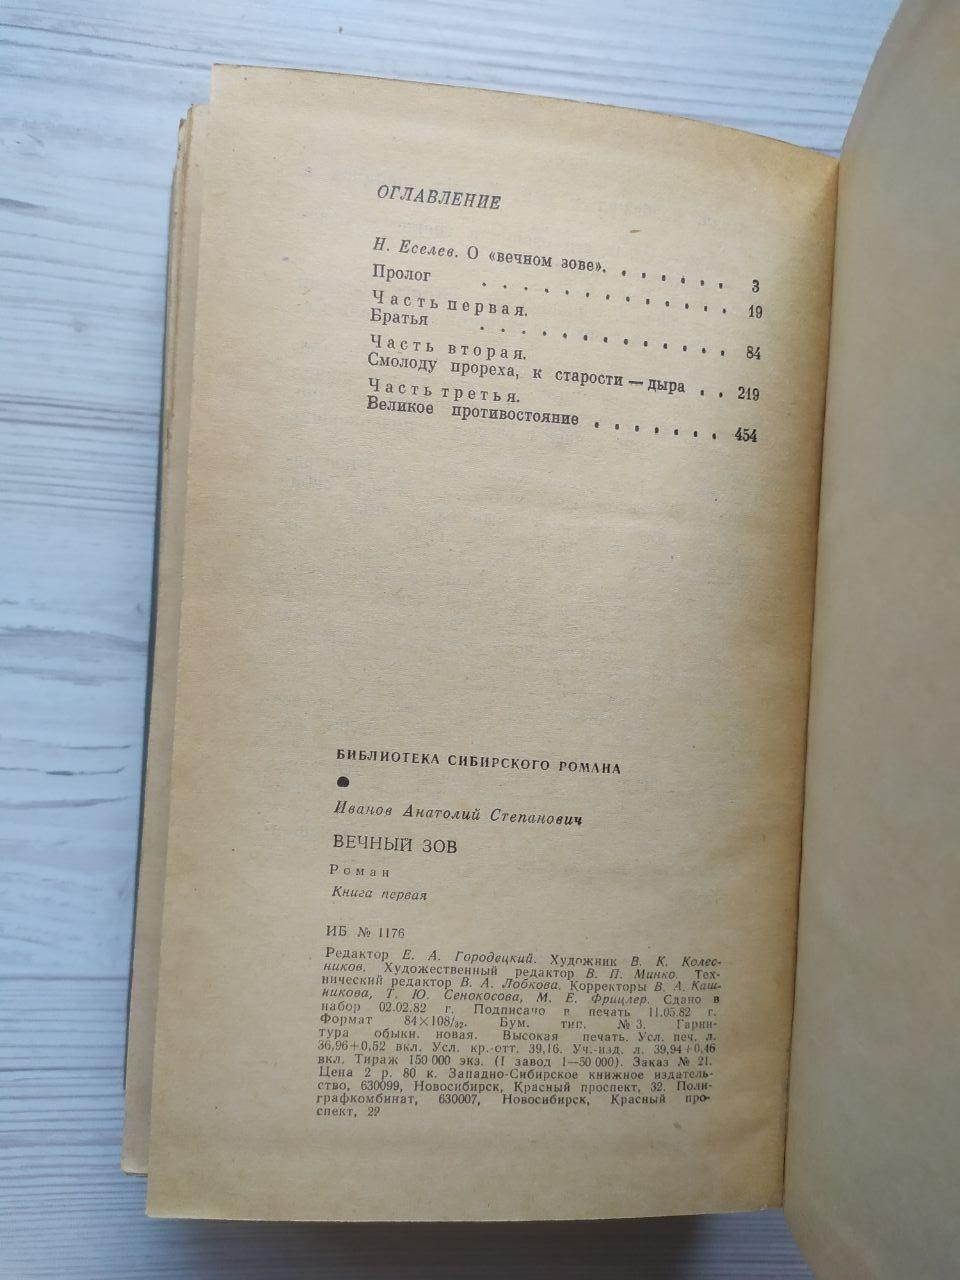 ОГЛАВЛЕНИЕ
Н. Еселев. О «вечном зове». . . . . . . 3
Пролог . . . . . . . . . . . . . 19
Часть первая.
Братья . . . . . . . . . . . . . 84
Часть вторая.
Смолоду прореха, к старости — дыра . . 219
Часть третья.
Великое противостояние . . . . . . . 454
БИБЛИОТЕКА СИБИРСКОГО РОМАНА
●
Иванов Анатолий Степанович
ВЕЧНЫЙ ЗОВ
Роман
Книга первая
ИБ № 1176
Редактор Е. А. Городецкий. Художник В. К. Колес-
ников. Художественный редактор В. П. Минко. Тех-
нический редактор В. А. Лобкова. Корректоры В. А. Каш-
никова, Т. Ю. Сенокосова, М. Е. Фрицлер. Сдано в
набор 02.02.82 г. Подписано в печать 11.05.82 г.
Формат 84×108/32. Бум. тип. № 3. Гарни-
тура обыкн. новая. Высокая печать. Усл. печ. л.
36,96+0,52 вкл. Усл. кр.-отт. 39,16. Уч.-изд. л. 39,94+0,46
вкл. Тираж 150 000 экз. (I завод 1—50 000). Заказ № 21.
Цена 2 р. 80 к. Западно-Сибирское книжное издатель-
ство, 630099, Новосибирск, Красный проспект, 32. Поли-
графкомбинат, 630007, Новосибирск, Красный про-
спект, 22